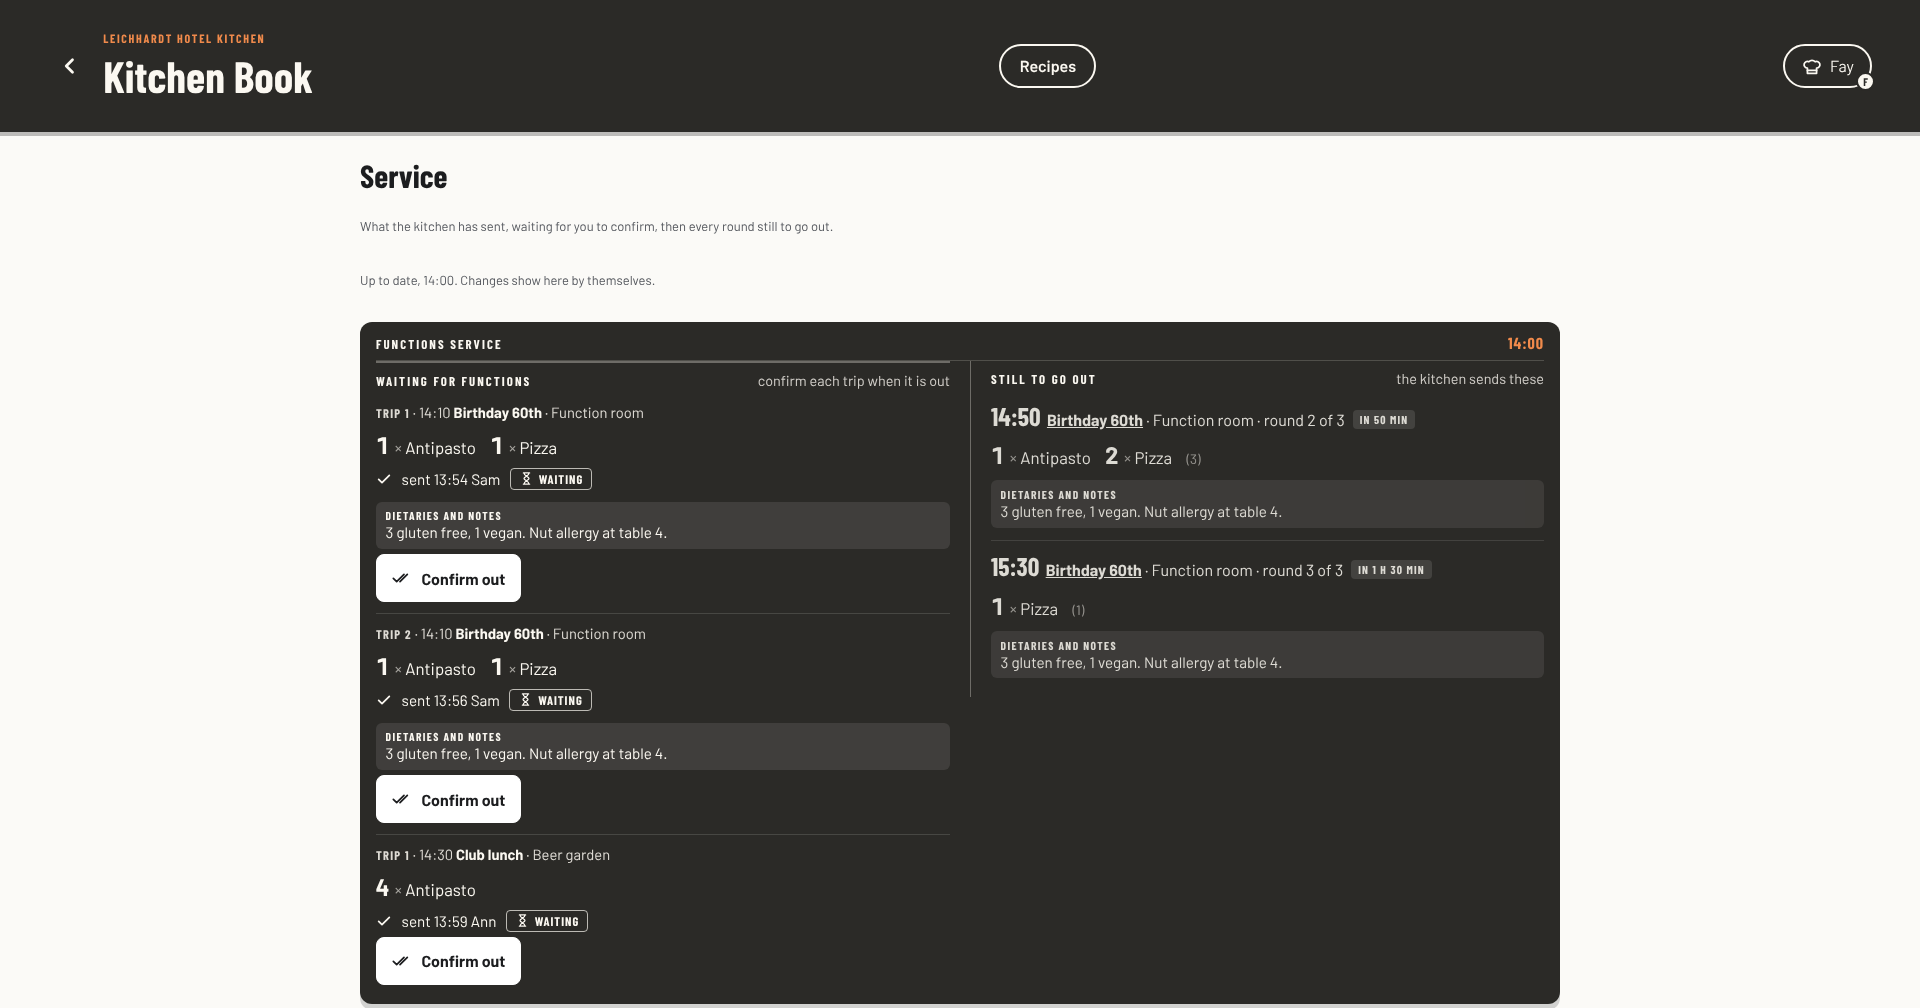 LEICHHARDT HOTEL KITCHEN
Kitchen Book
Recipes
Fay
F
Service
What the kitchen has sent, waiting for you to confirm, then every round still to go out.
Up to date, 14:00. Changes show here by themselves.
FUNCTIONS SERVICE
14:00
WAITING FOR FUNCTIONS
confirm each trip when it is out
TRIP 1 · 14:10 Birthday 60th · Function room
1 × Antipasto 1 × Pizza
sent 13:54 Sam WAITING
DIETARIES AND NOTES
3 gluten free, 1 vegan. Nut allergy at table 4.
Confirm out
TRIP 2 · 14:10 Birthday 60th · Function room
1 × Antipasto 1 × Pizza
sent 13:56 Sam WAITING
DIETARIES AND NOTES
3 gluten free, 1 vegan. Nut allergy at table 4.
Confirm out
TRIP 1 · 14:30 Club lunch · Beer garden
4 × Antipasto
sent 13:59 Ann WAITING
Confirm out
STILL TO GO OUT
the kitchen sends these
14:50 Birthday 60th · Function room · round 2 of 3 IN 50 MIN
1 × Antipasto 2 × Pizza (3)
DIETARIES AND NOTES
3 gluten free, 1 vegan. Nut allergy at table 4.
15:30 Birthday 60th · Function room · round 3 of 3 IN 1 H 30 MIN
1 × Pizza (1)
DIETARIES AND NOTES
3 gluten free, 1 vegan. Nut allergy at table 4.